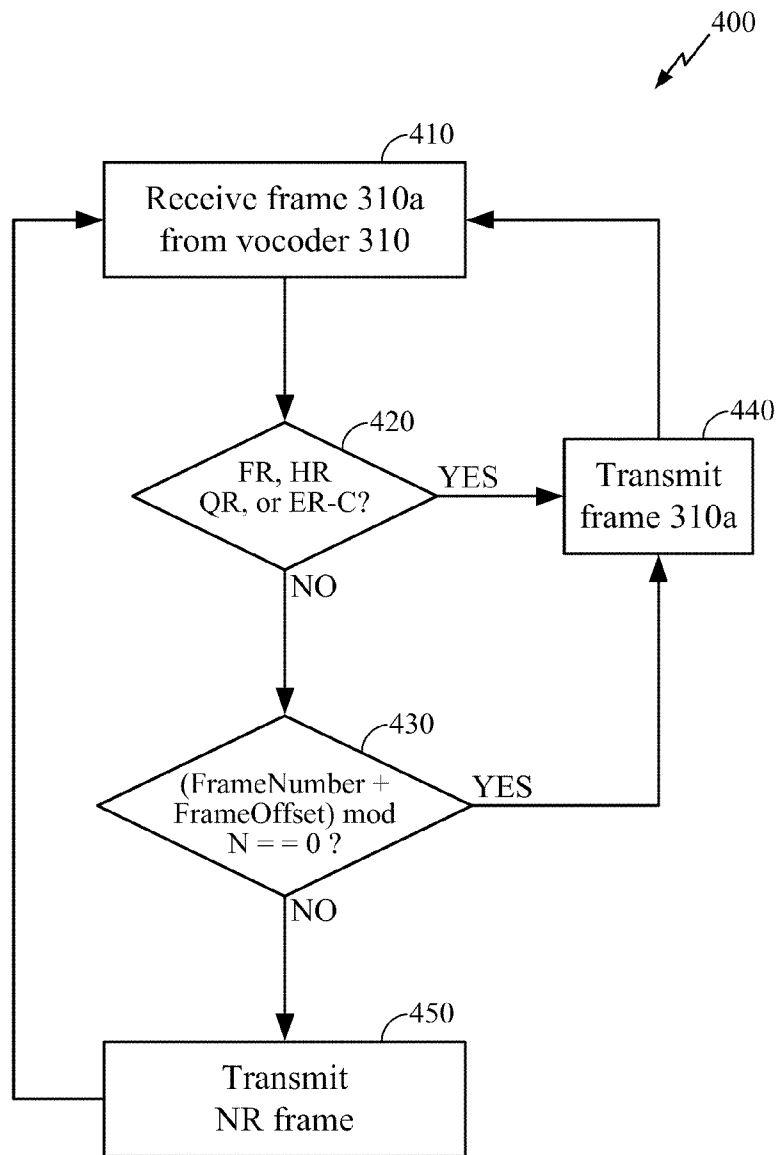 400
410
Receive frame 310a
from vocoder 310
420
FR, HR
QR, or ER-C?
YES
NO
440
Transmit
frame 310a
430
(FrameNumber +
FrameOffset) mod
N = = 0 ?
YES
NO
450
Transmit
NR frame